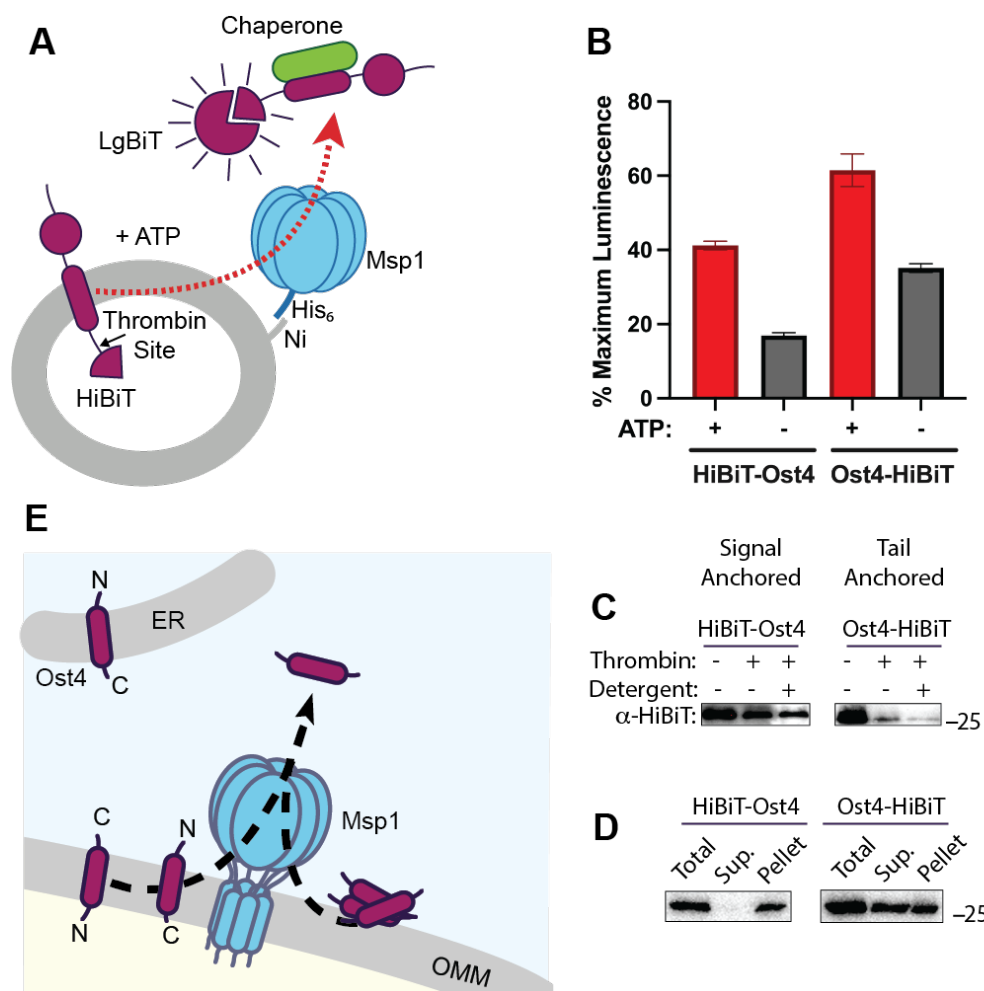 A
Chaperone
LgBiT
+ ATP
Msp1
His₆
Ni
Thrombin
Site
HiBiT
B
% Maximum Luminescence
80
60
40
20
0
ATP: + - + -
HiBiT-Ost4 Ost4-HiBiT
E
N
ER
Ost4
C
Msp1
C
N
N
C
OMM
Signal
Anchored
Tail
Anchored
C
HiBiT-Ost4 Ost4-HiBiT
Thrombin: - + + - + +
Detergent: - - + - - +
α-HiBiT:
–25
D
HiBiT-Ost4 Ost4-HiBiT
Total Sup. Pellet Total Sup. Pellet
–25